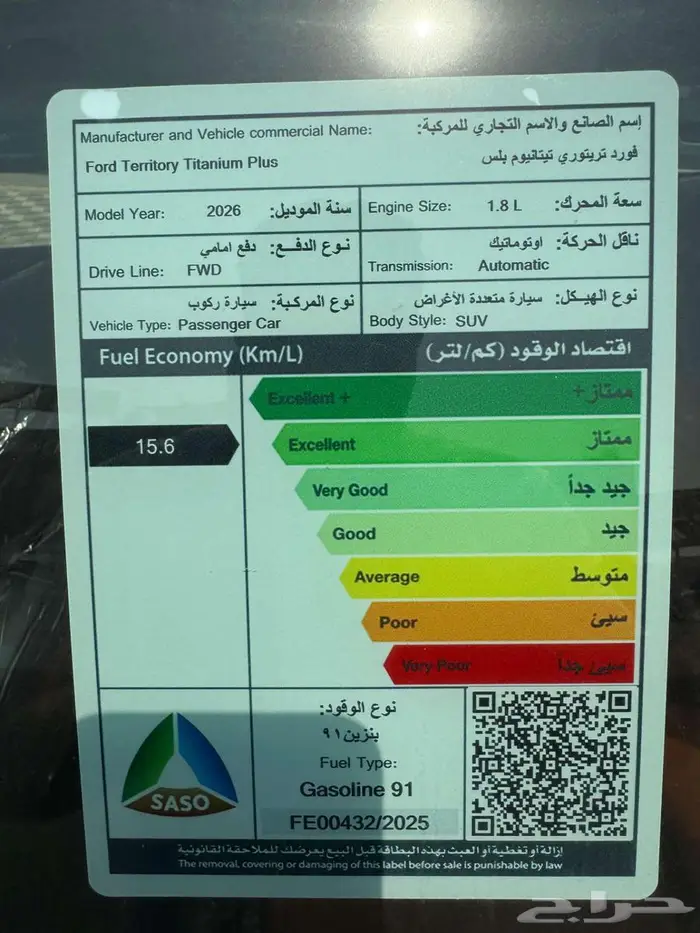 إسم الصانع والاسم التجاري للمركبة:
Manufacturer and Vehicle commercial Name:
فورد تريتوري تيتانيوم بلس
Ford Territory Titanium Plus
Model Year: 2026 سنة الموديل:
Engine Size: 1.8 L سعة المحرك:
نوع الدفع: دفع امامي
Drive Line: FWD
ناقل الحركة: اوتوماتيك
Transmission: Automatic
نوع المركبة: سيارة ركوب
Vehicle Type: Passenger Car
نوع الهيكل: سيارة متعددة الأغراض
Body Style: SUV
Fuel Economy (Km/L) اقتصاد الوقود (كم/لتر)
Excellent + ممتاز+
15.6
Excellent ممتاز
Very Good جيد جداً
Good جيد
Average متوسط
Poor سيئ
Very Poor سيئ جداً
نوع الوقود:
بنزين ٩١
Fuel Type:
Gasoline 91
FE00432/2025
SASO
إزالة أو تغطية أو العبث بهذه البطاقة قبل البيع يعرضك للملاحقة القانونية
The removal, covering or damaging of this label before sale is punishable by law
حراج